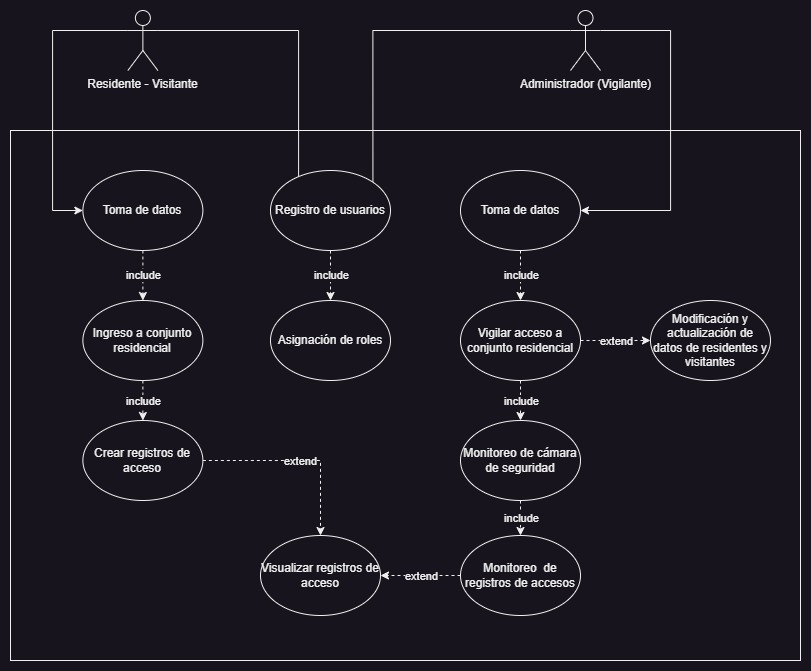 Residente - Visitante
Administrador (Vigilante)
Toma de datos
Registro de usuarios
Toma de datos
include
include
include
Ingreso a conjunto
residencial
Asignación de roles
Vigilar acceso a
conjunto residencial
extend
Modificación y
actualización de
datos de residentes y
visitantes
include
include
Crear registros de
acceso
extend
Monitoreo de cámara
de seguridad
include
Visualizar registros de
acceso
extend
Monitoreo de
registros de accesos